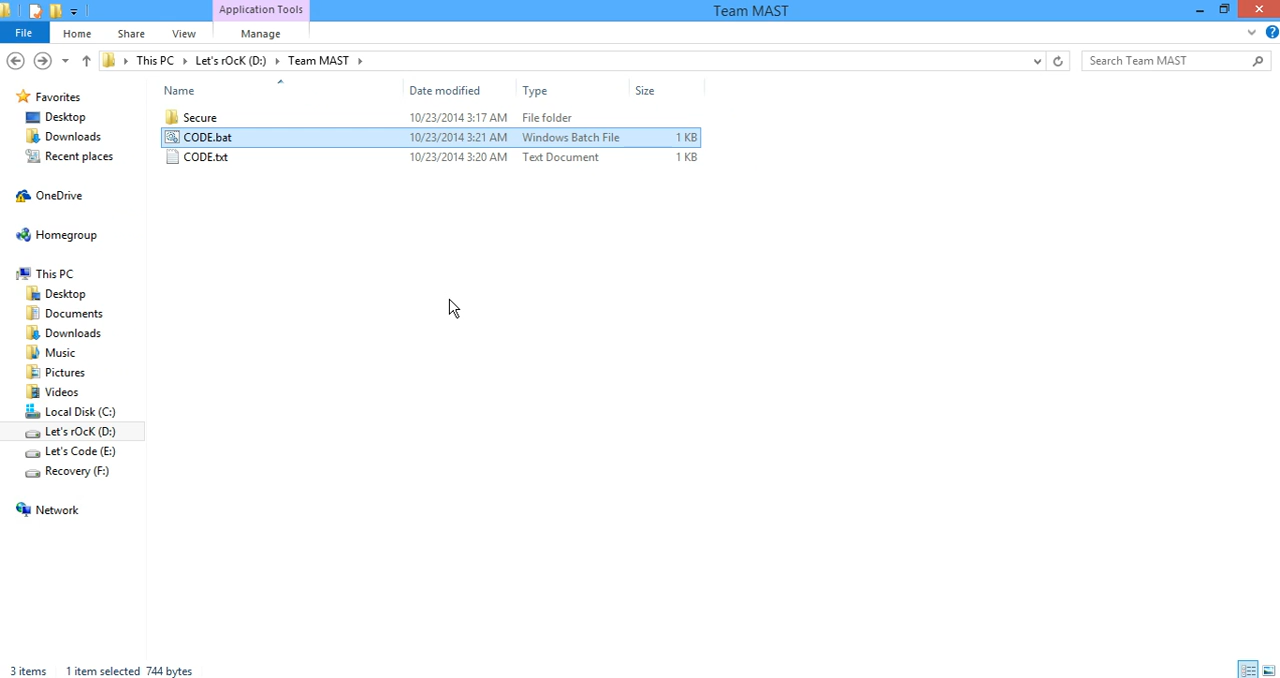 Application Tools
Team MAST
File Home Share View Manage
This PC Let's rOcK (D:) Team MAST
Search Team MAST
Name Date modified Type Size
Secure 10/23/2014 3:17 AM File folder
CODE.bat 10/23/2014 3:21 AM Windows Batch File 1 KB
CODE.txt 10/23/2014 3:20 AM Text Document 1 KB
Favorites
Desktop
Downloads
Recent places
OneDrive
Homegroup
This PC
Desktop
Documents
Downloads
Music
Pictures
Videos
Local Disk (C:)
Let's rOcK (D:)
Let's Code (E:)
Recovery (F:)
Network
3 items 1 item selected 744 bytes